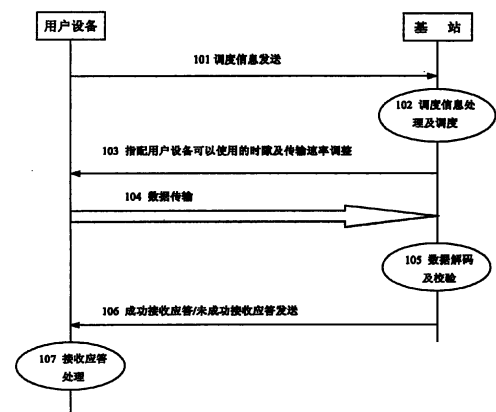 用户设备
基 站
101 调度信息发送
102 调度信息处
理及调度
103 指配用户设备可以使用的时隙及传输速率调整
104 数据传输
105 数据解码
及校验
106 成功接收应答/未成功接收应答发送
107 接收应答
处理